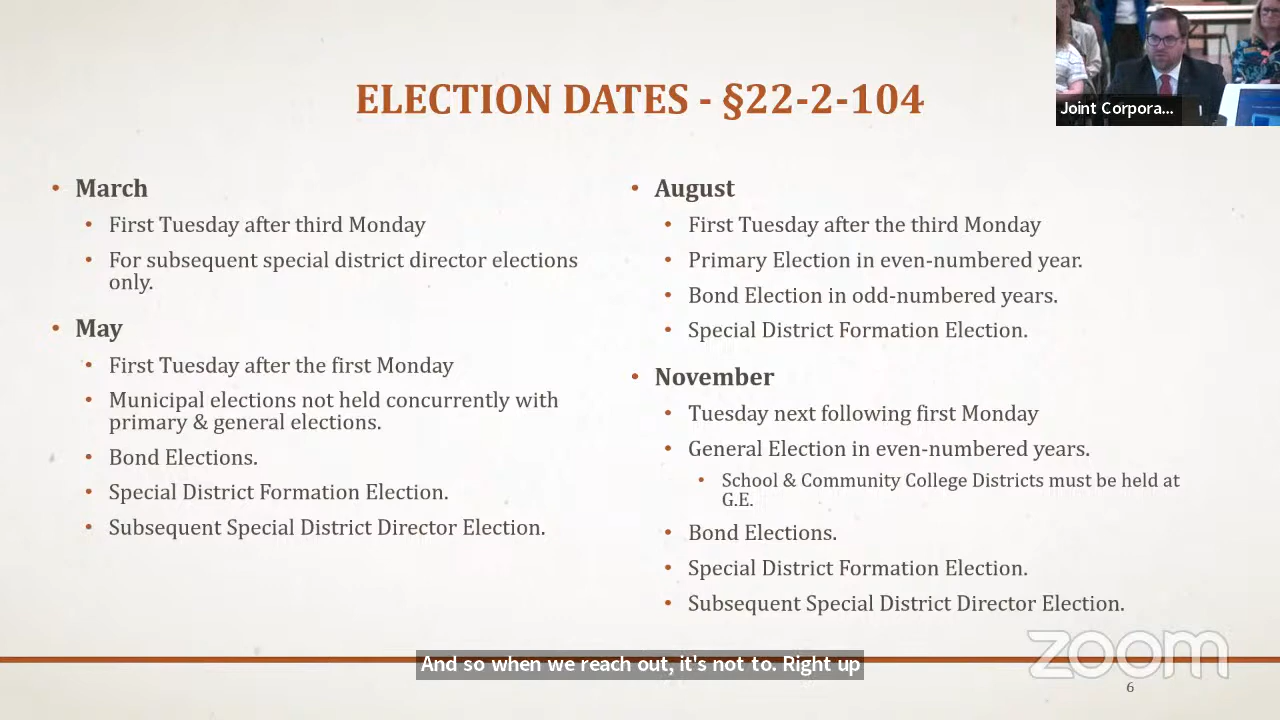 ELECTION DATES - §22-2-104
Joint Corpora...
• March
• First Tuesday after third Monday
• For subsequent special district director elections
only.
• May
• First Tuesday after the first Monday
• Municipal elections not held concurrently with
primary & general elections.
• Bond Elections.
• Special District Formation Election.
• Subsequent Special District Director Election.
• August
• First Tuesday after the third Monday
• Primary Election in even-numbered year.
• Bond Election in odd-numbered years.
• Special District Formation Election.
• November
• Tuesday next following first Monday
• General Election in even-numbered years.
• School & Community College Districts must be held at
G.E.
• Bond Elections.
• Special District Formation Election.
• Subsequent Special District Director Election.
zoom
And so when we reach out, it's not to. Right up
6